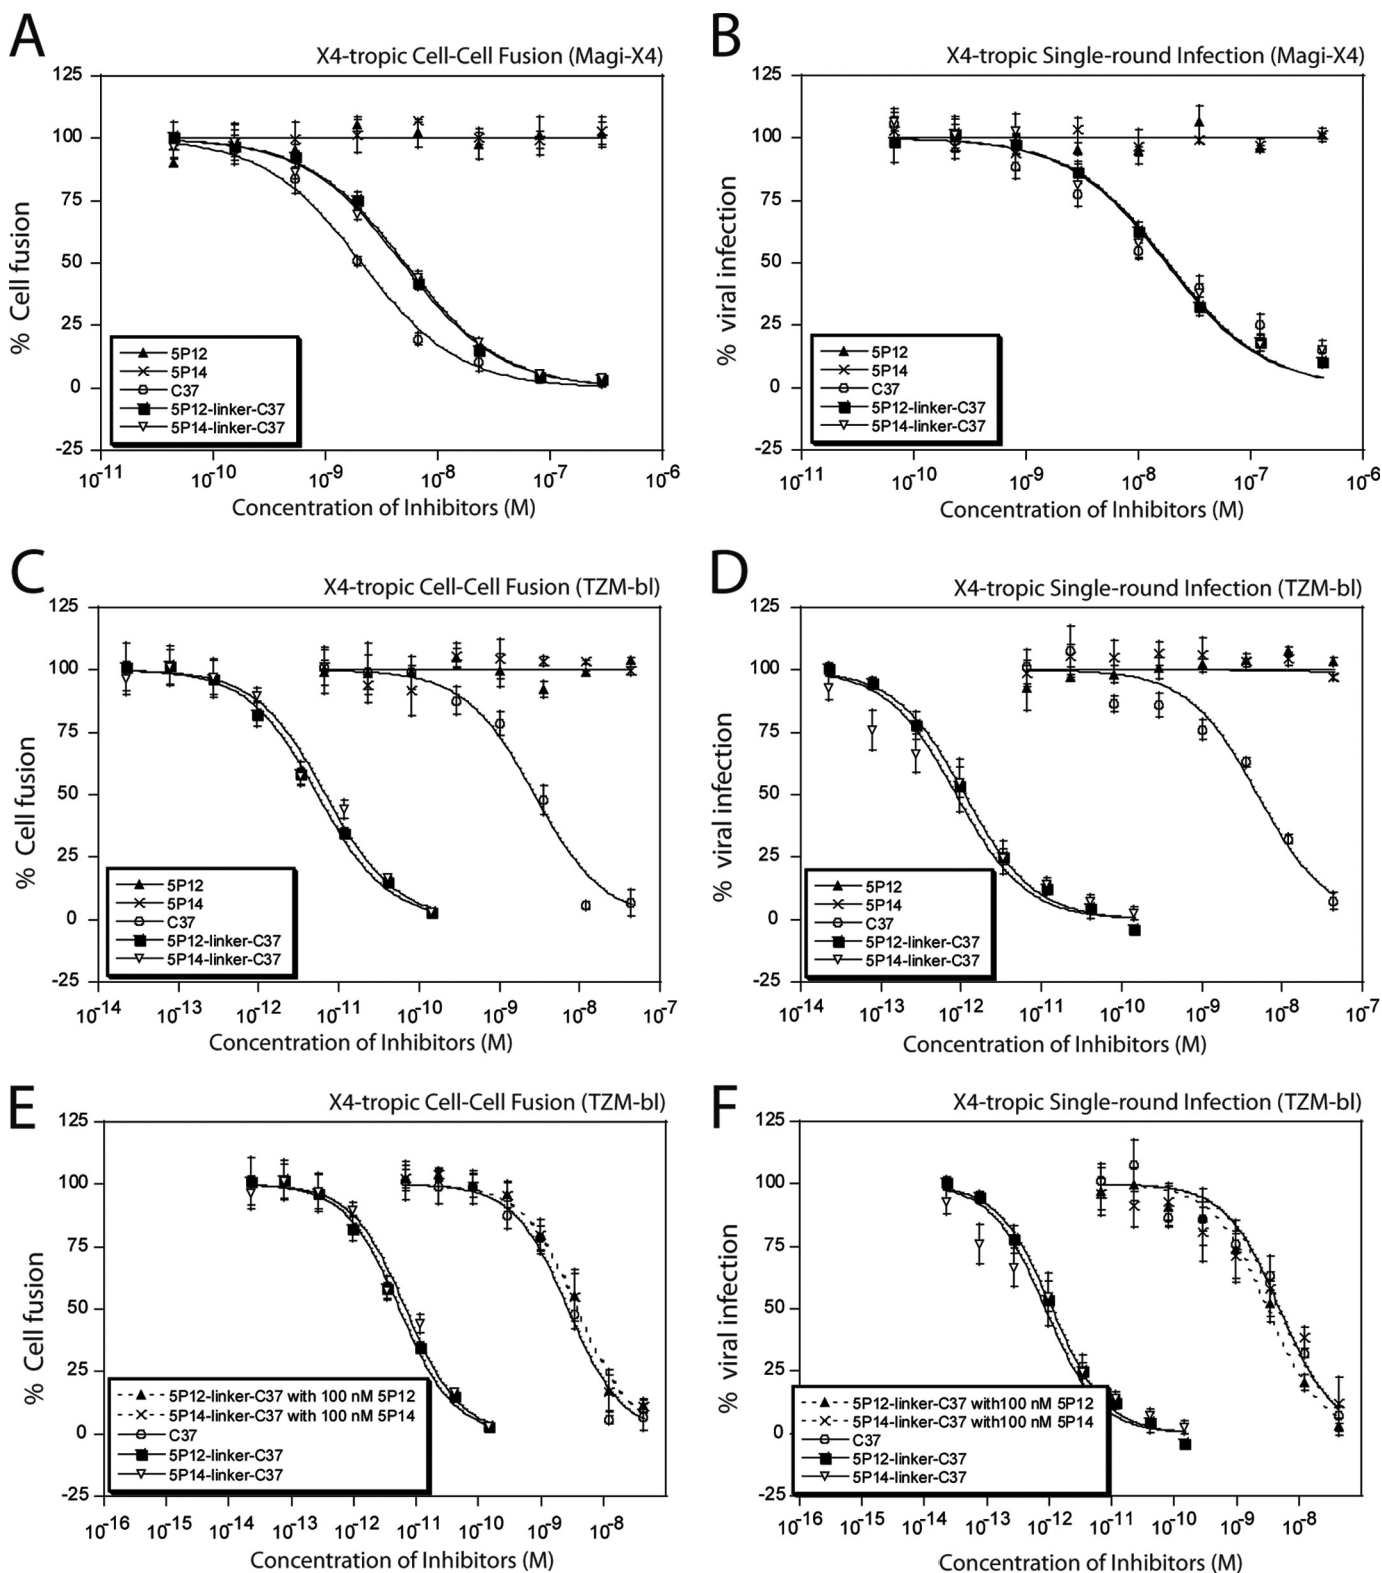 A
X4-tropic Cell-Cell Fusion (Magi-X4)
125
100
75
50
25
0
-25
% Cell fusion
5P12
5P14
C37
5P12-linker-C37
5P14-linker-C37
10-11 10-10 10-9 10-8 10-7 10-6
Concentration of Inhibitors (M)
B
X4-tropic Single-round Infection (Magi-X4)
125
100
75
50
25
0
-25
% viral infection
5P12
5P14
C37
5P12-linker-C37
5P14-linker-C37
10-11 10-10 10-9 10-8 10-7 10-6
Concentration of Inhibitors (M)
C
X4-tropic Cell-Cell Fusion (TZM-bl)
125
100
75
50
25
0
-25
% Cell fusion
5P12
5P14
C37
5P12-linker-C37
5P14-linker-C37
10-14 10-13 10-12 10-11 10-10 10-9 10-8 10-7
Concentration of Inhibitors (M)
D
X4-tropic Single-round Infection (TZM-bl)
125
100
75
50
25
0
-25
% viral infection
5P12
5P14
C37
5P12-linker-C37
5P14-linker-C37
10-14 10-13 10-12 10-11 10-10 10-9 10-8 10-7
Concentration of Inhibitors (M)
E
X4-tropic Cell-Cell Fusion (TZM-bl)
125
100
75
50
25
0
-25
% Cell fusion
5P12-linker-C37 with 100 nM 5P12
5P14-linker-C37 with 100 nM 5P14
C37
5P12-linker-C37
5P14-linker-C37
10-16 10-15 10-14 10-13 10-12 10-11 10-10 10-9 10-8
Concentration of Inhibitors (M)
F
X4-tropic Single-round Infection (TZM-bl)
125
100
75
50
25
0
-25
% viral infection
5P12-linker-C37 with100 nM 5P12
5P14-linker-C37 with100 nM 5P14
C37
5P12-linker-C37
5P14-linker-C37
10-16 10-15 10-14 10-13 10-12 10-11 10-10 10-9 10-8
Concentration of Inhibitors (M)